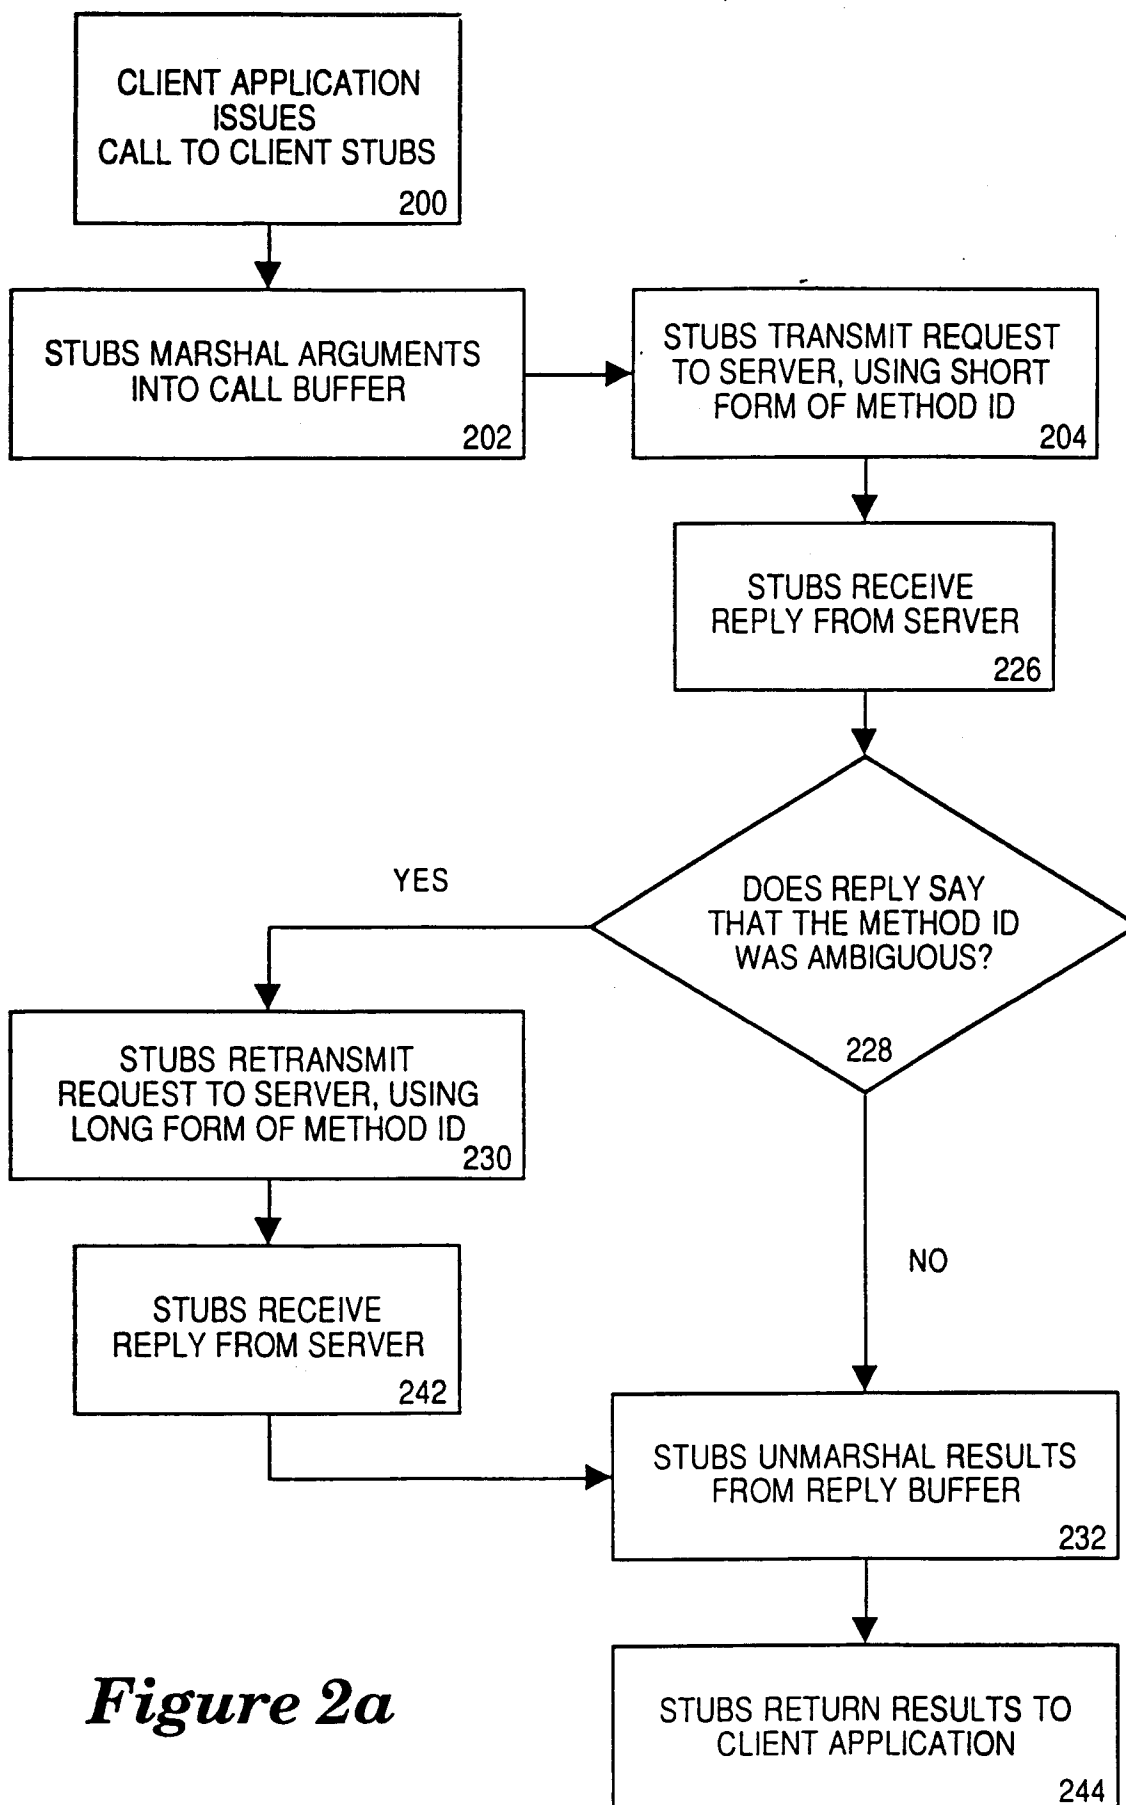 CLIENT APPLICATION
ISSUES
CALL TO CLIENT STUBS
200
STUBS MARSHAL ARGUMENTS
INTO CALL BUFFER
202
STUBS TRANSMIT REQUEST
TO SERVER, USING SHORT
FORM OF METHOD ID
204
STUBS RECEIVE
REPLY FROM SERVER
226
DOES REPLY SAY
THAT THE METHOD ID
WAS AMBIGUOUS?
228
YES
STUBS RETRANSMIT
REQUEST TO SERVER, USING
LONG FORM OF METHOD ID
230
NO
STUBS RECEIVE
REPLY FROM SERVER
242
STUBS UNMARSHAL RESULTS
FROM REPLY BUFFER
232
STUBS RETURN RESULTS TO
CLIENT APPLICATION
244
Figure 2a